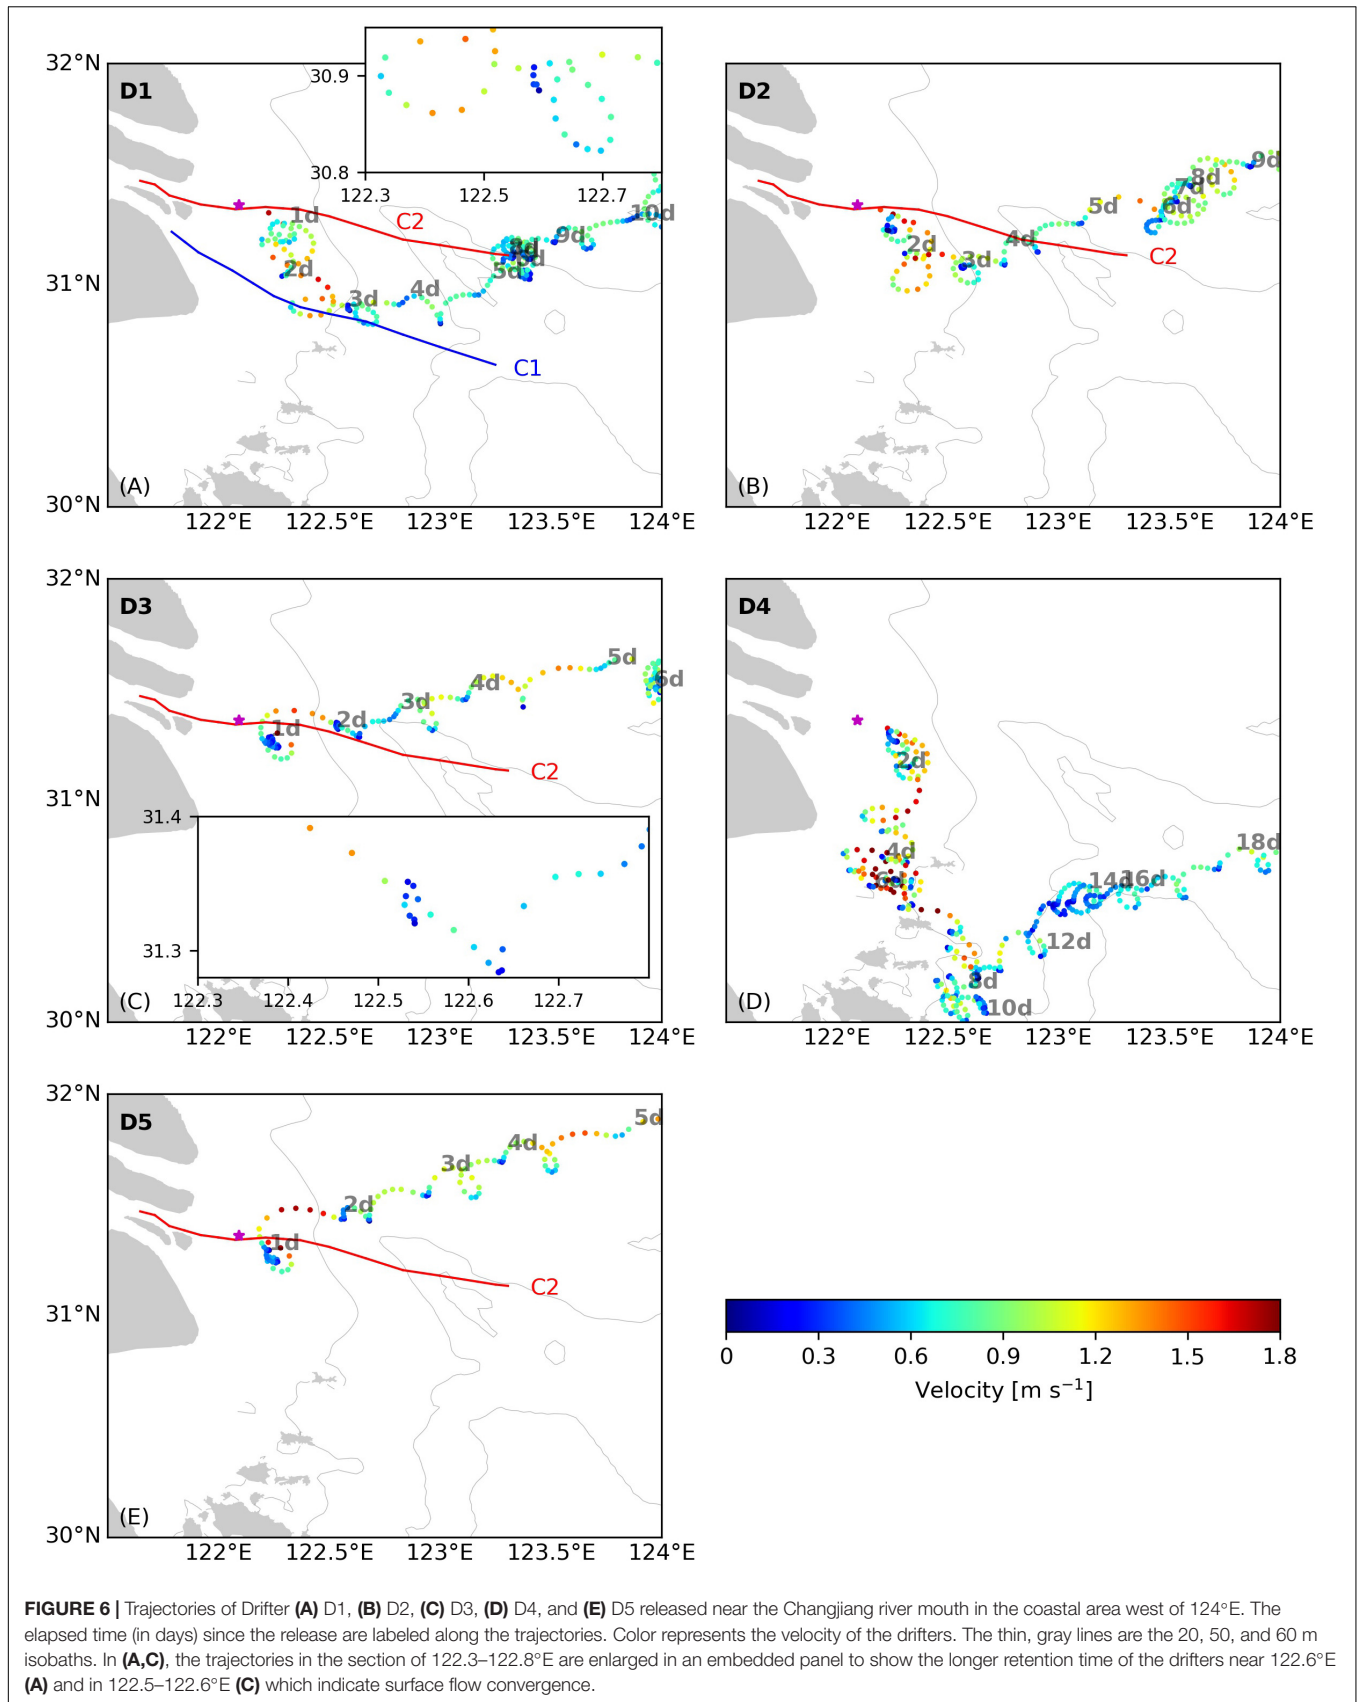 32°N
D1
30.9
30.8
122.3
122.5
122.7
C2
1d
2d
3d
4d
5d
8d
9d
10d
31°N
C1
(A)
30°N
122°E
122.5°E
123°E
123.5°E
124°E
D2
2d
3d
4d
5d
6d
7d
8d
9d
C2
(B)
122°E
122.5°E
123°E
123.5°E
124°E
32°N
D3
1d
2d
3d
4d
5d
6d
C2
31°N
31.4
31.3
122.3
122.4
122.5
122.6
122.7
(C)
30°N
122°E
122.5°E
123°E
123.5°E
124°E
D4
2d
4d
6d
8d
10d
12d
14d
16d
18d
(D)
122°E
122.5°E
123°E
123.5°E
124°E
32°N
D5
1d
2d
3d
4d
5d
C2
31°N
(E)
30°N
122°E
122.5°E
123°E
123.5°E
124°E
0
0.3
0.6
0.9
1.2
1.5
1.8
Velocity [m s⁻¹]
FIGURE 6 | Trajectories of Drifter (A) D1, (B) D2, (C) D3, (D) D4, and (E) D5 released near the Changjiang river mouth in the coastal area west of 124°E. The
elapsed time (in days) since the release are labeled along the trajectories. Color represents the velocity of the drifters. The thin, gray lines are the 20, 50, and 60 m
isobaths. In (A,C), the trajectories in the section of 122.3–122.8°E are enlarged in an embedded panel to show the longer retention time of the drifters near 122.6°E
(A) and in 122.5–122.6°E (C) which indicate surface flow convergence.